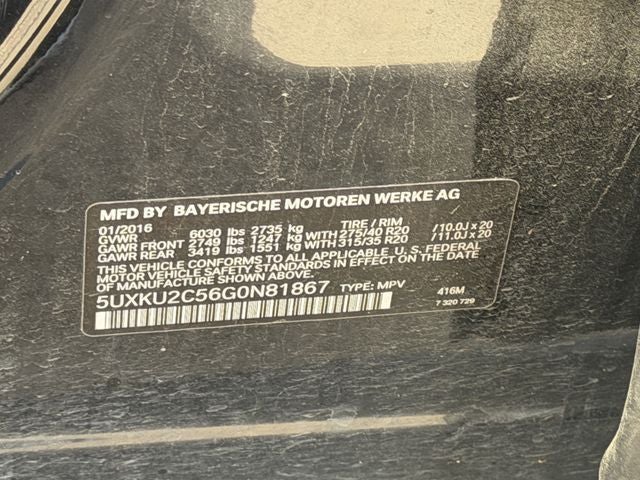 MFD BY BAYERISCHE MOTOREN WERKE AG
01/2016 TIRE / RIM
GVWR 6030 lbs 2735 kg
GAWR FRONT 2749 lbs 1247 kg WITH 275/40 R20 /10.0J x 20
GAWR REAR 3419 lbs 1551 kg WITH 315/35 R20 /11.0J x 20
THIS VEHICLE CONFORMS TO ALL APPLICABLE U. S. FEDERAL
MOTOR VEHICLE SAFETY STANDARDS IN EFFECT ON THE
DATE OF MANUFACTURE SHOWN ABOVE.
5UXKU2C56G0N81867 TYPE: MPV 416M
7 320 729